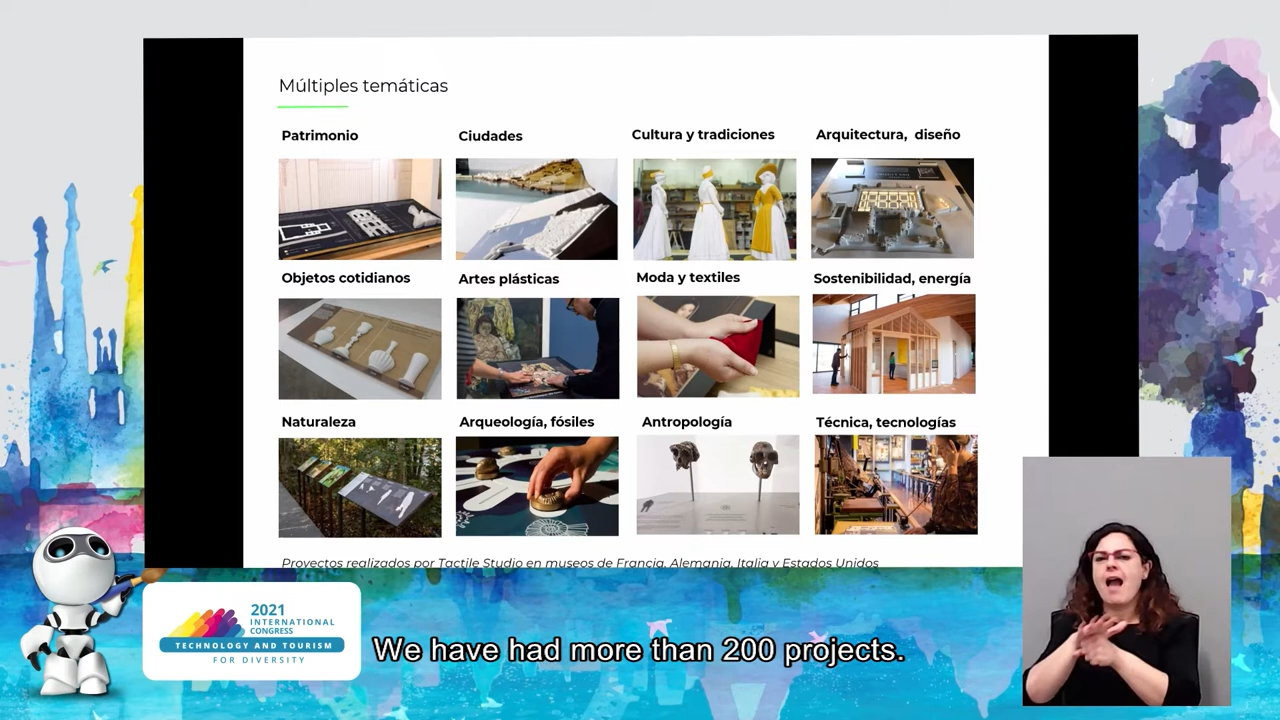 Múltiples temáticas
Patrimonio
Ciudades
Cultura y tradiciones
Arquitectura, diseño
Objetos cotidianos
Artes plásticas
Moda y textiles
Sostenibilidad, energía
Naturaleza
Arqueología, fósiles
Antropología
Técnica, tecnologías
Proyectos realizados por Tactile Studio en museos de Francia, Alemania, Italia y Estados Unidos
2021
INTERNATIONAL
CONGRESS
TECHNOLOGY AND TOURISM
FOR DIVERSITY
We have had more than 200 projects.